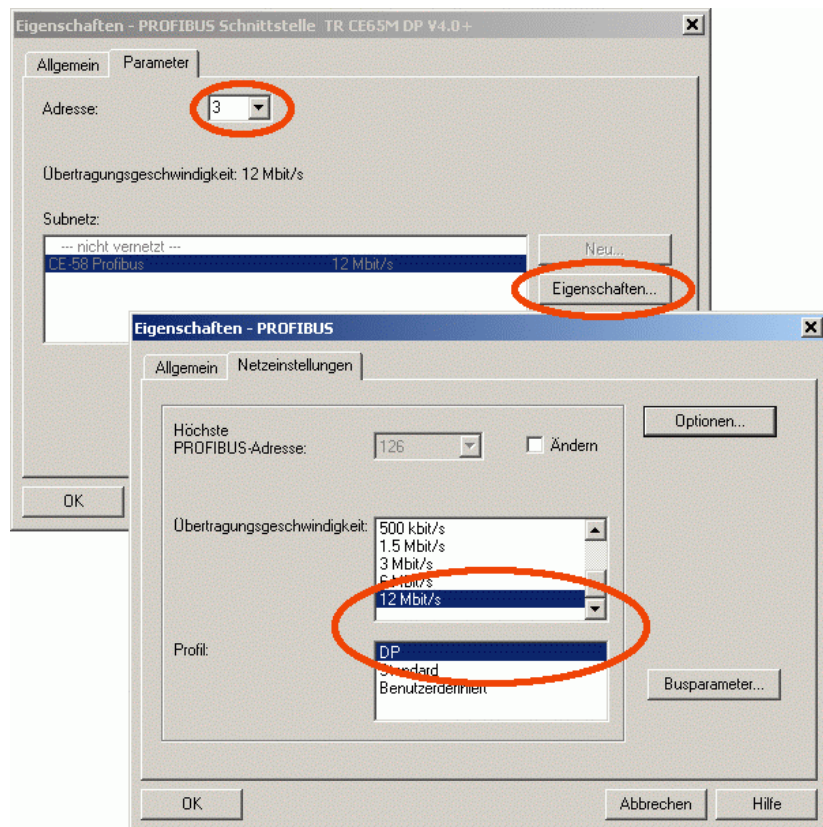 Eigenschaften - PROFIBUS Schnittstelle TR CE65M DP V4.0+
Allgemein Parameter
Adresse: 3
Übertragungsgeschwindigkeit: 12 Mbit/s
Subnetz:
--- nicht vernetzt ---
CE-58 Profibus 12 Mbit/s
Neu...
Eigenschaften...
OK
Eigenschaften - PROFIBUS
Allgemein Netzeinstellungen
Höchste
PROFIBUS-Adresse: 126 Ändern
Optionen...
Übertragungsgeschwindigkeit: 500 kbit/s
1.5 Mbit/s
3 Mbit/s
6 Mbit/s
12 Mbit/s
Profil: DP
Standard
Benutzerdefiniert
Busparameter...
OK Abbrechen Hilfe